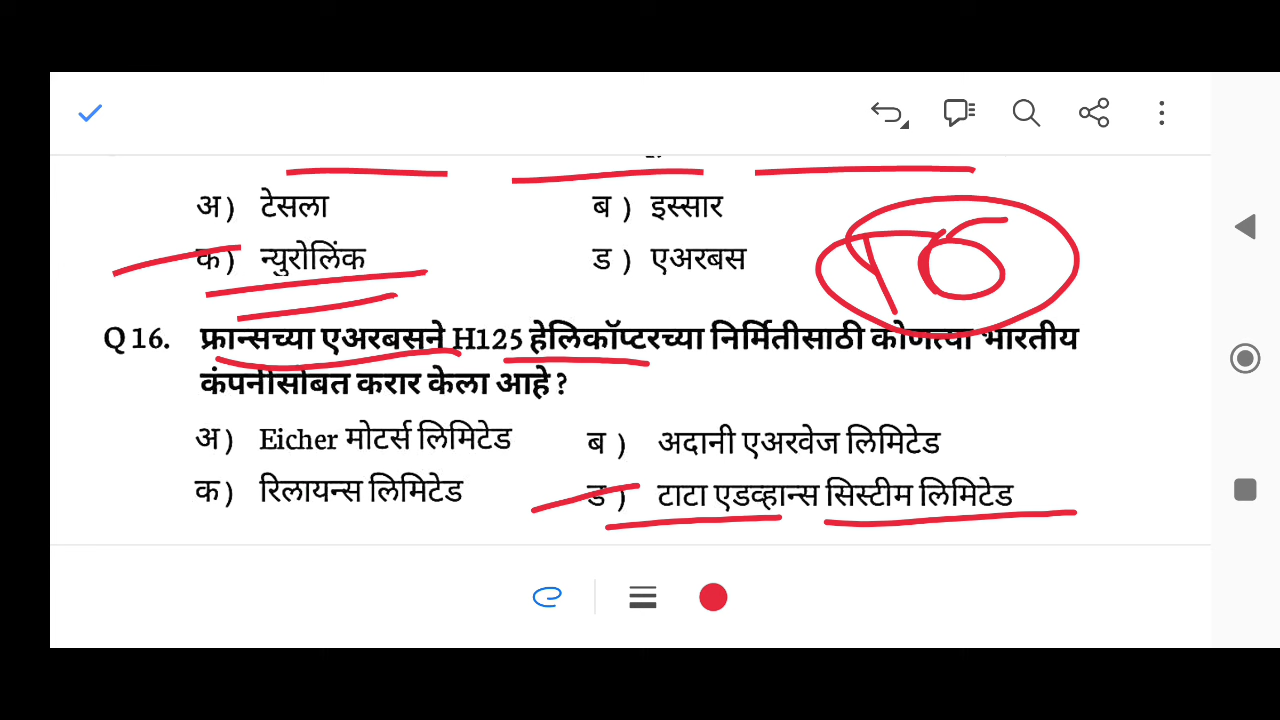 अ) टेसला ब ) इस्सार
क) न्युरोलिंक ड ) एअरबस
Q 16. फ्रान्सच्या एअरबसने H125 हेलिकॉप्टरच्या निर्मितीसाठी कोणत्या भारतीय
कंपनीसोबत करार केला आहे ?
अ) Eicher मोटर्स लिमिटेड ब ) अदानी एअरवेज लिमिटेड
क) रिलायन्स लिमिटेड ड ) टाटा एडव्हान्स सिस्टीम लिमिटेड